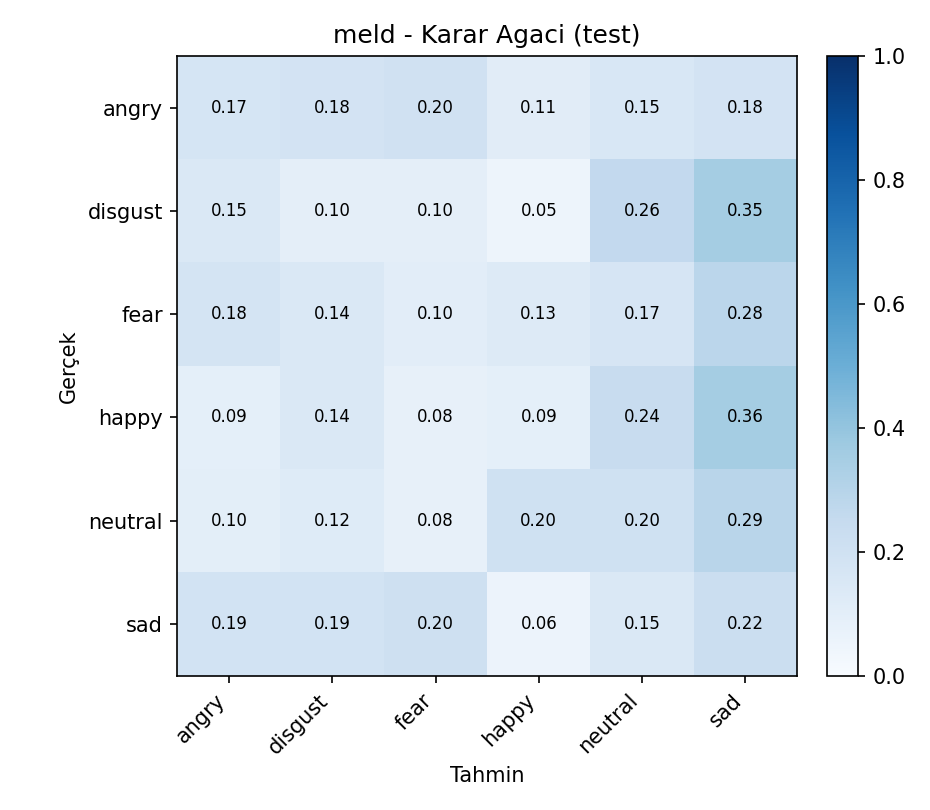 meld - Karar Agaci (test)
Gerçek
angry 0.17 0.18 0.20 0.11 0.15 0.18
disgust 0.15 0.10 0.10 0.05 0.26 0.35
fear 0.18 0.14 0.10 0.13 0.17 0.28
happy 0.09 0.14 0.08 0.09 0.24 0.36
neutral 0.10 0.12 0.08 0.20 0.20 0.29
sad 0.19 0.19 0.20 0.06 0.15 0.22
angry disgust fear happy neutral sad
Tahmin
1.0
0.8
0.6
0.4
0.2
0.0